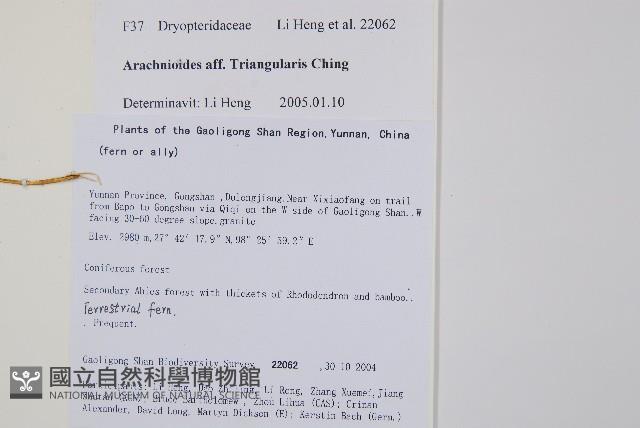 F37 Dryopteridaceae Li Heng et al. 22062
Arachnioides aff. Triangularis Ching
Determinavit: Li Heng 2005.01.10
Plants of the Gaoligong Shan Region, Yunnan, China
(fern or ally)
Yunnan Province, Gongshan ,Dulongjiang.Near Xixiaofang on trail
from Bapo to Gongshan via Qiqi on the W side of Gaoligong Shan..W
facing 30-60 degree slope,granite
Elev. 2980 m,27° 42′ 17.9″ N,98° 25′ 59.2″ E
Coniferous forest
Secondary Abies forest with thickets of Rhododendron and bamboo..
Terrestrial fern.
. Frequent.
Gaoligong Shan Biodiversity Survey 22062 ,30 10 2004
國立自然科學博物館
NATIONAL MUSEUM OF NATURAL SCIENCE
Li Rong, Zhang Xuemei,Jiang
Bruce Bartholomew , Zhou Lihua (CAS); Crinan
Alexander, David Long, Martyn Dickson (E); Kerstin Bach (Germ.)